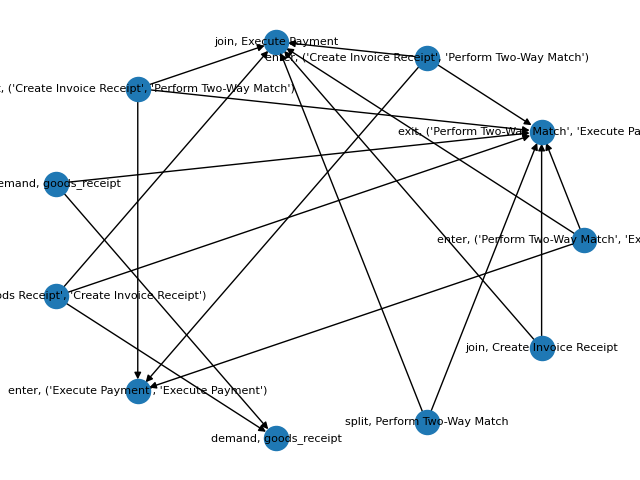 join, Execute Payment
enter, ('Create Invoice Receipt', 'Perform Two-Way Match')
, ('Create Invoice Receipt', 'Perform Two-Way Match')
exit, ('Perform Two-Way Match', 'Execute Pa
emand, goods_receipt
enter, ('Perform Two-Way Match', 'Ex
ods Receipt', 'Create Invoice Receipt')
join, Create Invoice Receipt
enter, ('Execute Payment', 'Execute Payment')
split, Perform Two-Way Match
demand, goods_receipt